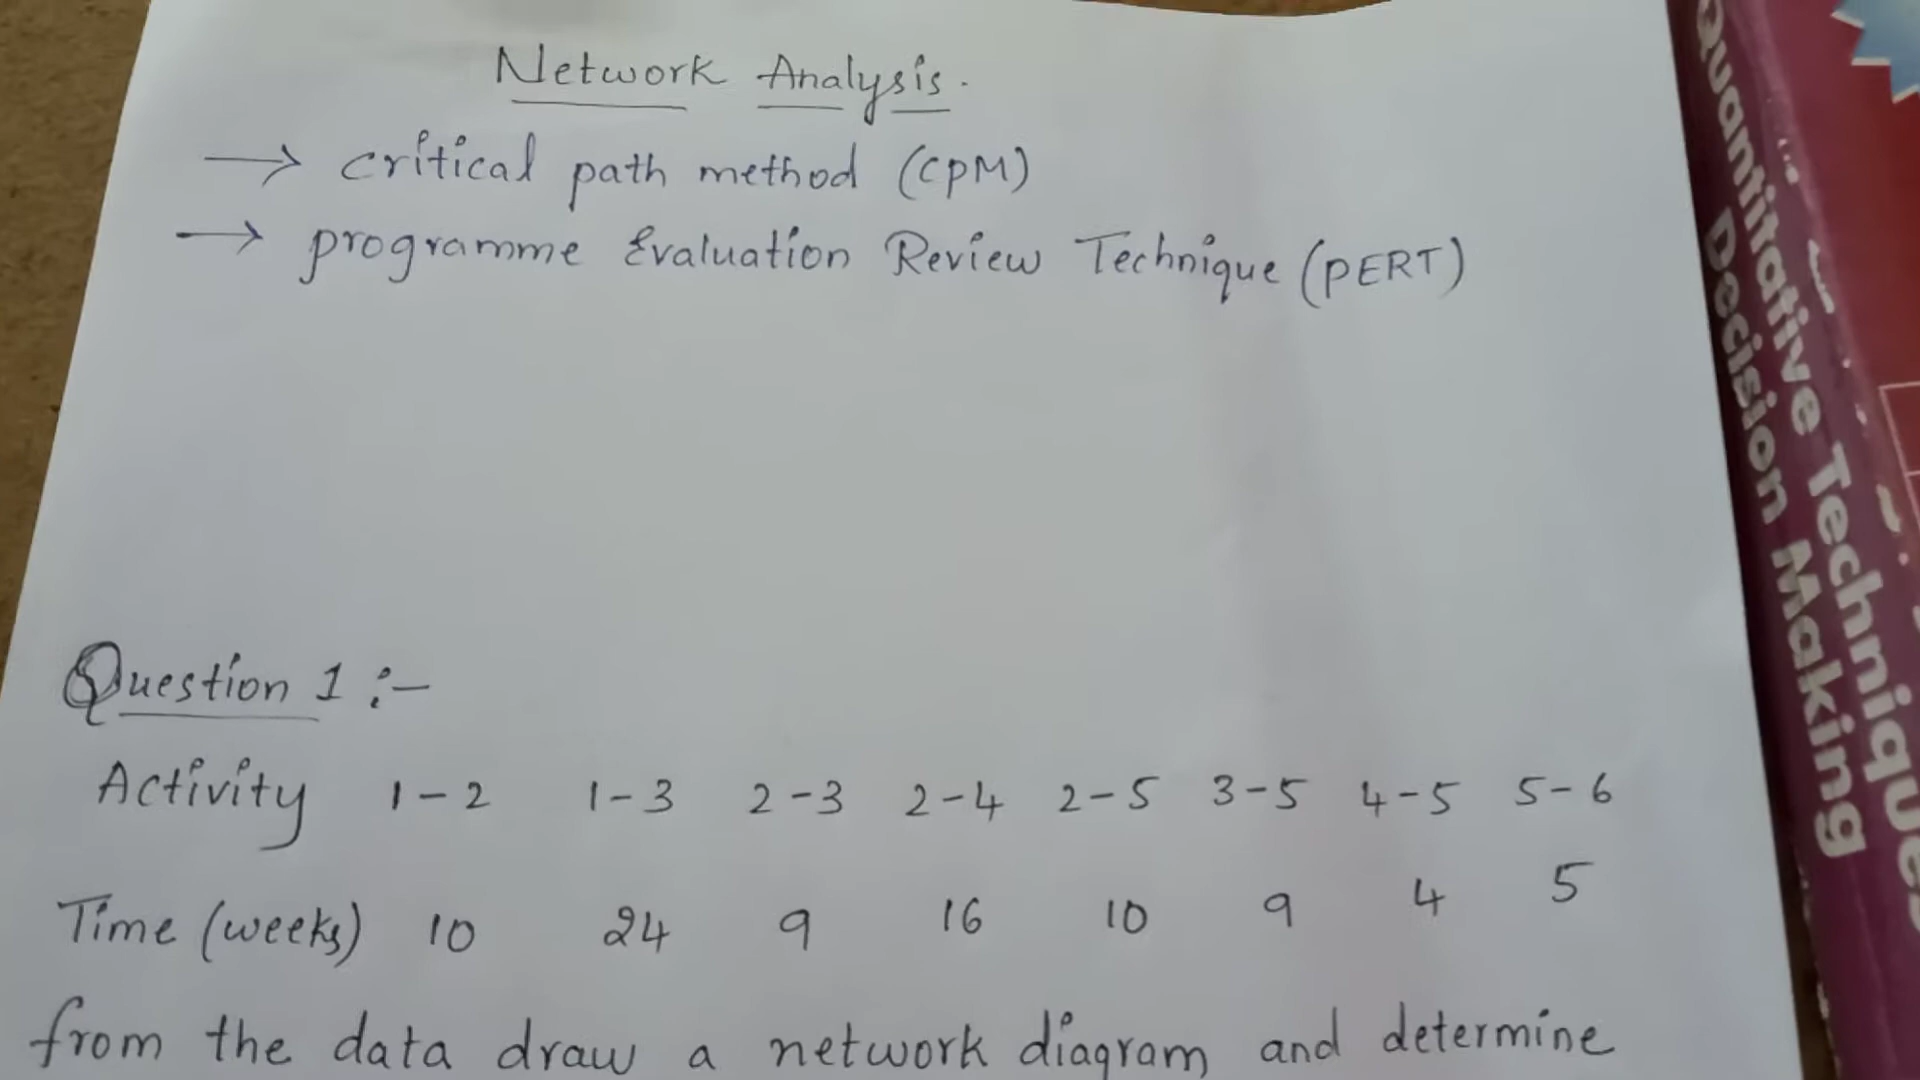 Network Analysis.
→ critical path method (CPM)
→ programme Evaluation Review Technique (PERT)
Question 1 :-
Activity 1-2 1-3 2-3 2-4 2-5 3-5 4-5 5-6
Time (weeks) 10 24 9 16 10 9 4 5
from the data draw a network diagram and determine
Quantitative Techniques
Decision Making